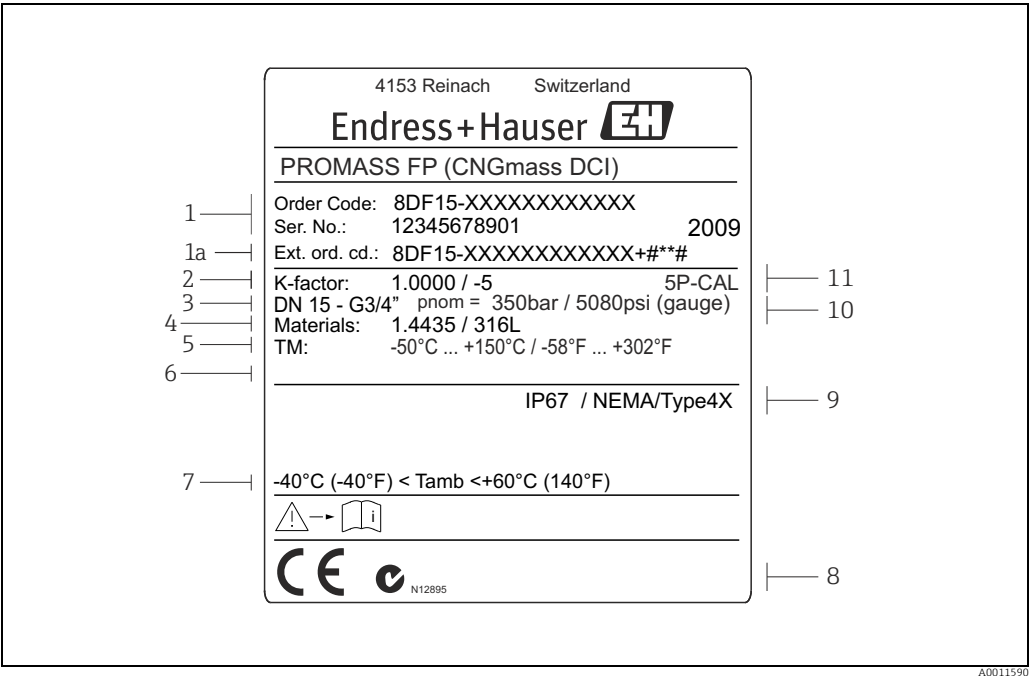 4153 Reinach Switzerland
Endress+Hauser EH
PROMASS FP (CNGmass DCI)
1 Order Code: 8DF15-XXXXXXXXXXXX
Ser. No.: 12345678901 2009
1a Ext. ord. cd.: 8DF15-XXXXXXXXXXXX+#**#
2 K-factor: 1.0000 / -5 5P-CAL 11
3 DN 15 - G3/4” pnom = 350bar / 5080psi (gauge) 10
4 Materials: 1.4435 / 316L
5 TM: -50°C ... +150°C / -58°F ... +302°F
6
IP67 / NEMA/Type4X 9
7 -40°C (-40°F) < Tamb <+60°C (140°F)
i
CE N12895 8
A0011590